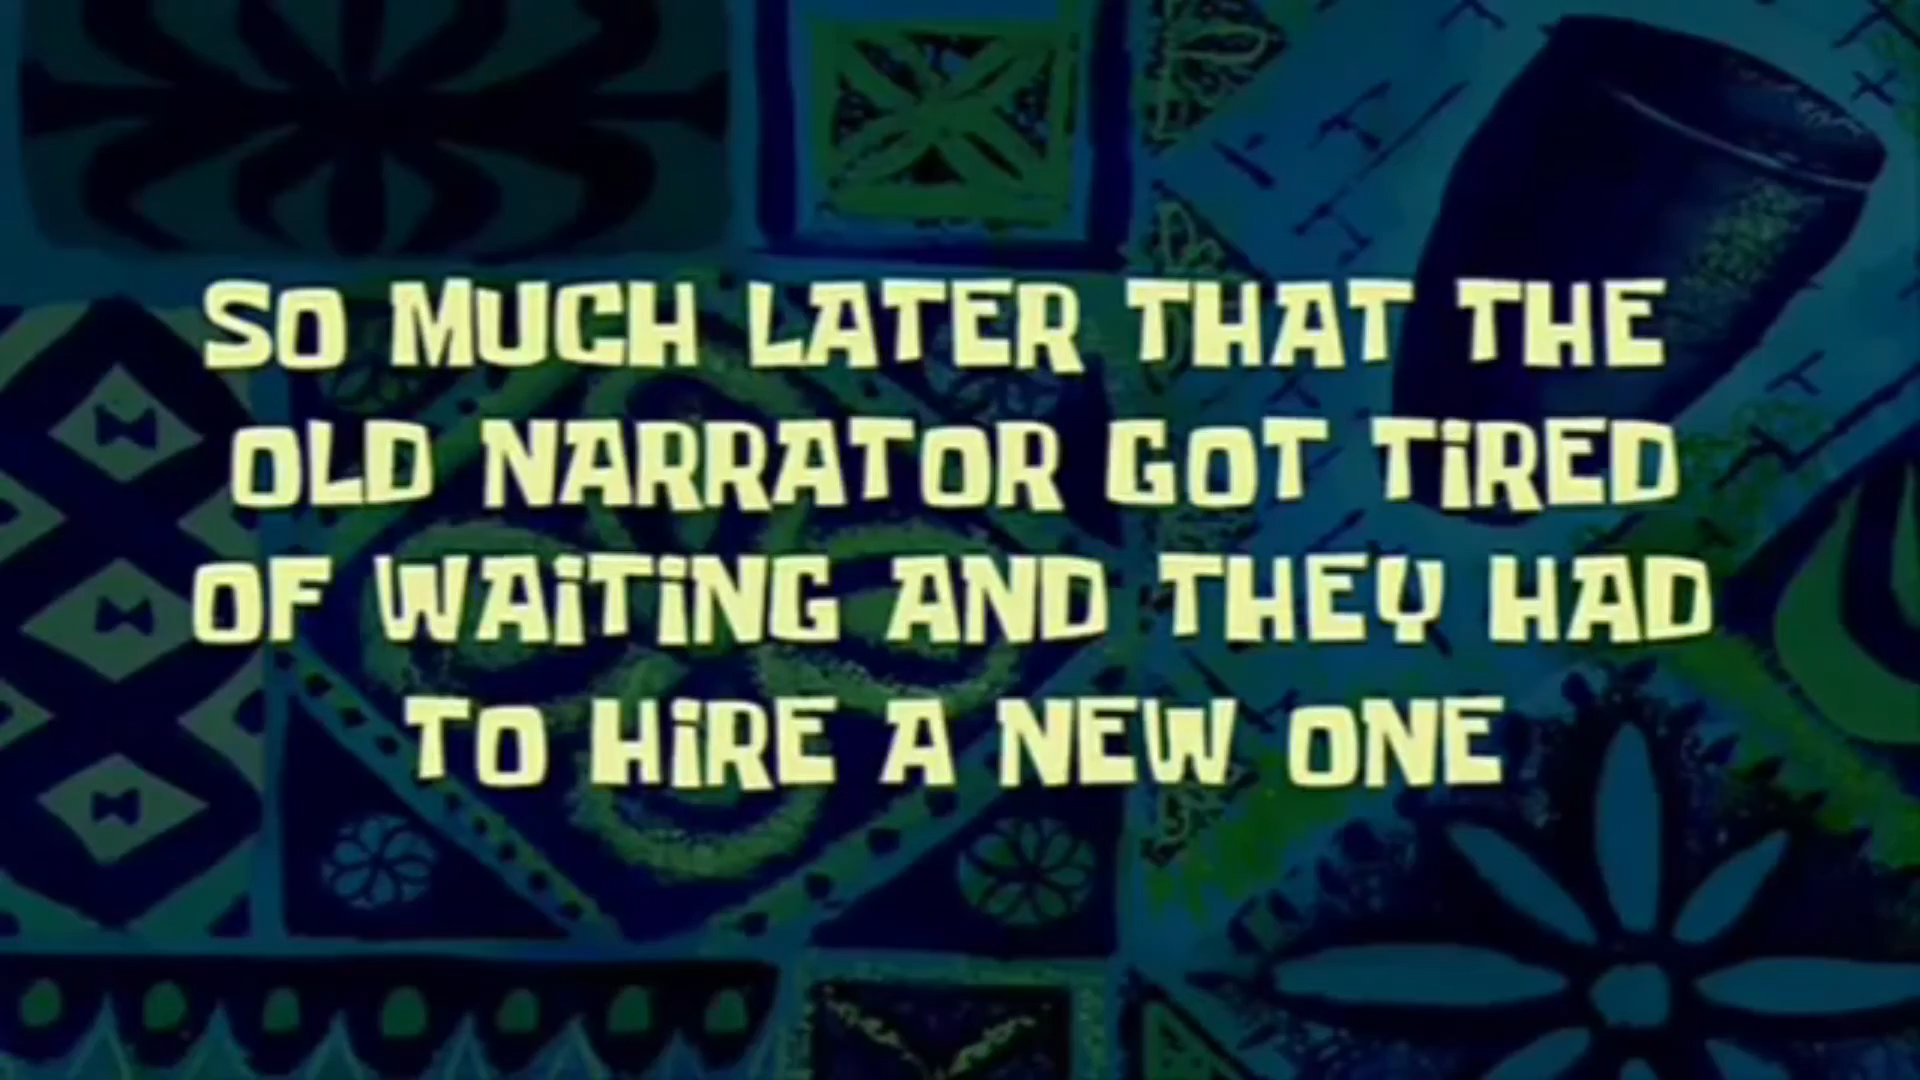 SO MUCH LATER THAT THE
OLD NARRATOR GOT TiRED
OF WAiTiNG AND THEY HAD
TO HiRE A NEW ONE